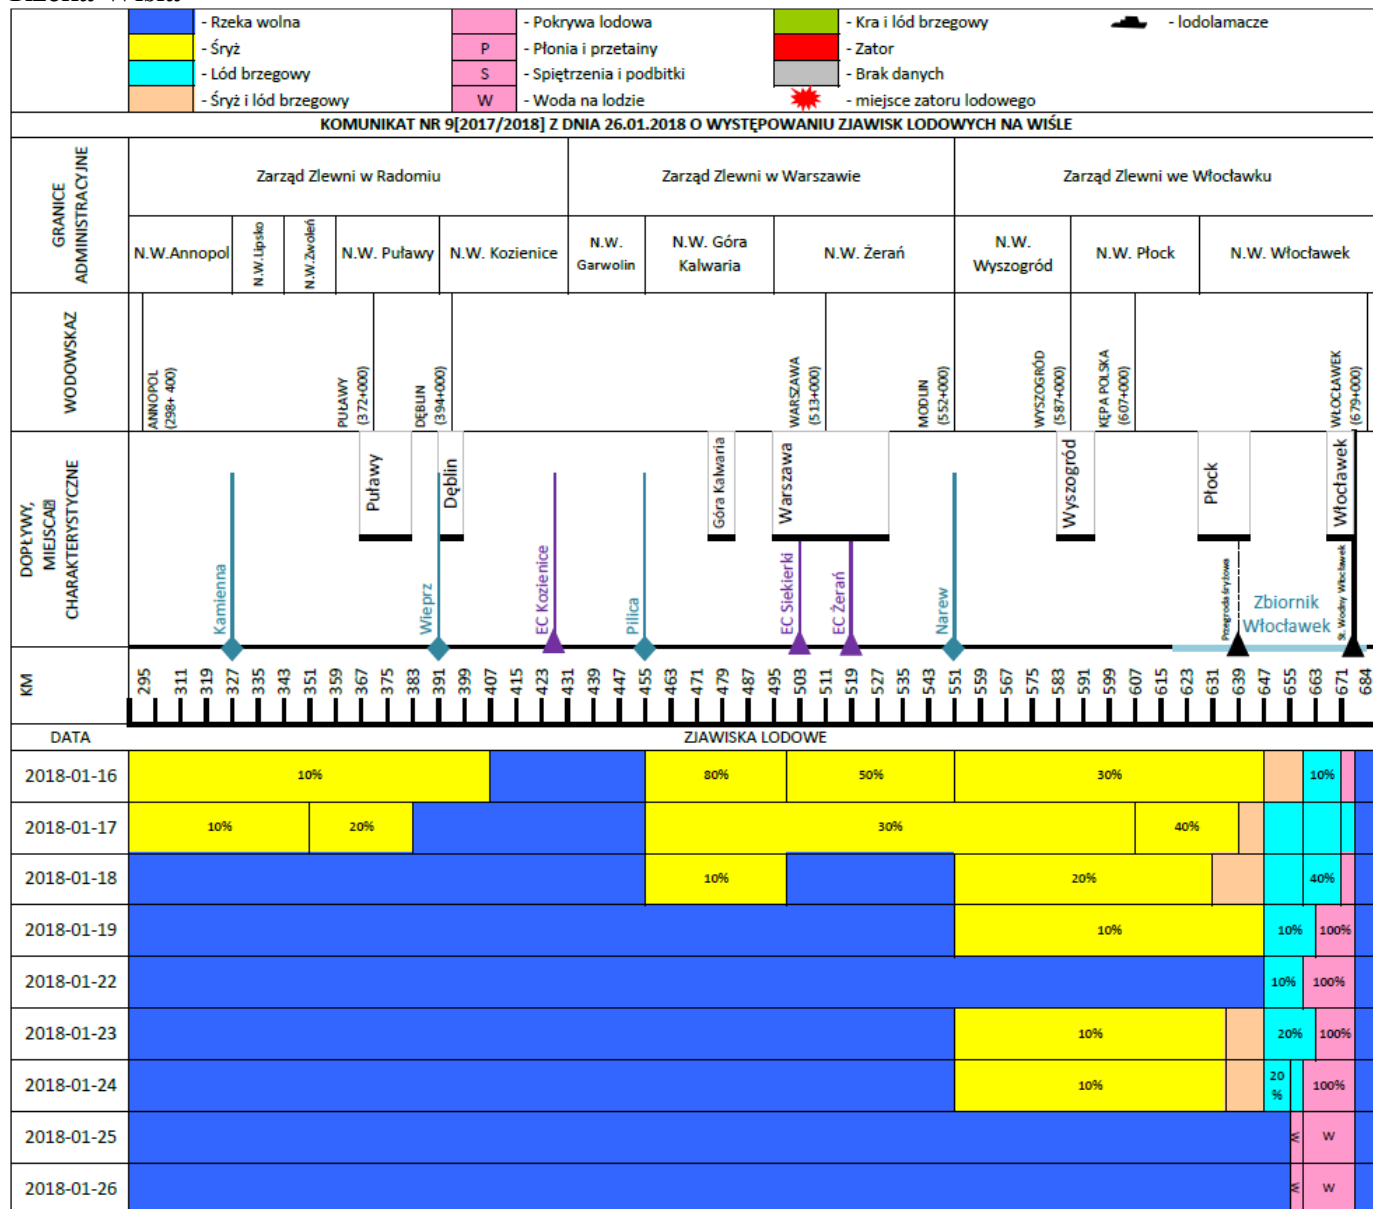 - Rzeka wolna
- Pokrywa lodowa
- Kra i lód brzegowy
- lodolamacze
- Śryż
P - Płonia i przetainy
- Zator
- Lód brzegowy
S - Spiętrzenia i podbitki
- Brak danych
- Śryż i lód brzegowy
W - Woda na lodzie
- miejsce zatoru lodowego
KOMUNIKAT NR 9[2017/2018] Z DNIA 26.01.2018 O WYSTĘPOWANIU ZJAWISK LODOWYCH NA WIŚLE
GRANICE
ADMINISTRACYJNE
Zarząd Zlewni w Radomiu
Zarząd Zlewni w Warszawie
Zarząd Zlewni we Włocławku
N.W.Annopol
N.W.Lipsko
N.W.Zwoleń
N.W. Puławy
N.W. Kozienice
N.W.
Garwolin
N.W. Góra
Kalwaria
N.W. Żerań
N.W.
Wyszogród
N.W. Płock
N.W. Włocławek
WODOWSKAZ
ANNOPOL
(298+ 400)
PUŁAWY
(372+000)
DĘBLIN
(394+000)
WARSZAWA
(513+000)
MODLIN
(552+000)
WYSZOGRÓD
(587+000)
KĘPA POLSKA
(607+000)
WŁOCŁAWEK
(679+000)
DOPŁYWY,
MIEJSCA
CHARAKTERYSTYCZNE
Kamienna
Puławy
Wieprz
Dęblin
EC Kozienice
Pilica
Góra Kalwaria
Warszawa
EC Siekierki
EC Żerań
Narew
Wyszogród
Płock
Przegroda śryżowa
Zbiornik
Włocławek
St. Wodny Włocławek
Włocławek
KM
295 311 319 327 335 343 351 359 367 375 383 391 399 407 415 423 431 439 447 455 463 471 479 487 495 503 511 519 527 535 543 551 559 567 575 583 591 599 607 615 623 631 639 647 655 663 671 684
DATA ZJAWISKA LODOWE
2018-01-16 10% 80% 50% 30% 10%
2018-01-17 10% 20% 30% 40%
2018-01-18 10% 20% 40%
2018-01-19 10% 10% 100%
2018-01-22 10% 100%
2018-01-23 10% 20% 100%
2018-01-24 10% 20 % 100%
2018-01-25 W W
2018-01-26 W W